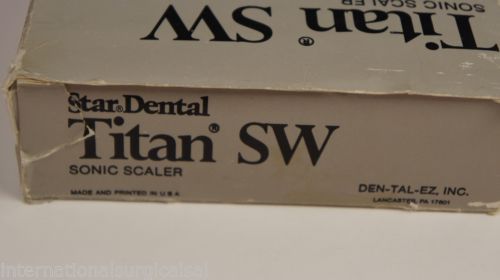 Titan® SW
SONIC SCALER
Star®Dental
Titan® SW
SONIC SCALER
MADE AND PRINTED IN U.S.A.
DEN-TAL-EZ, INC.
LANCASTER, PA 17601
internationalsurgicalsal